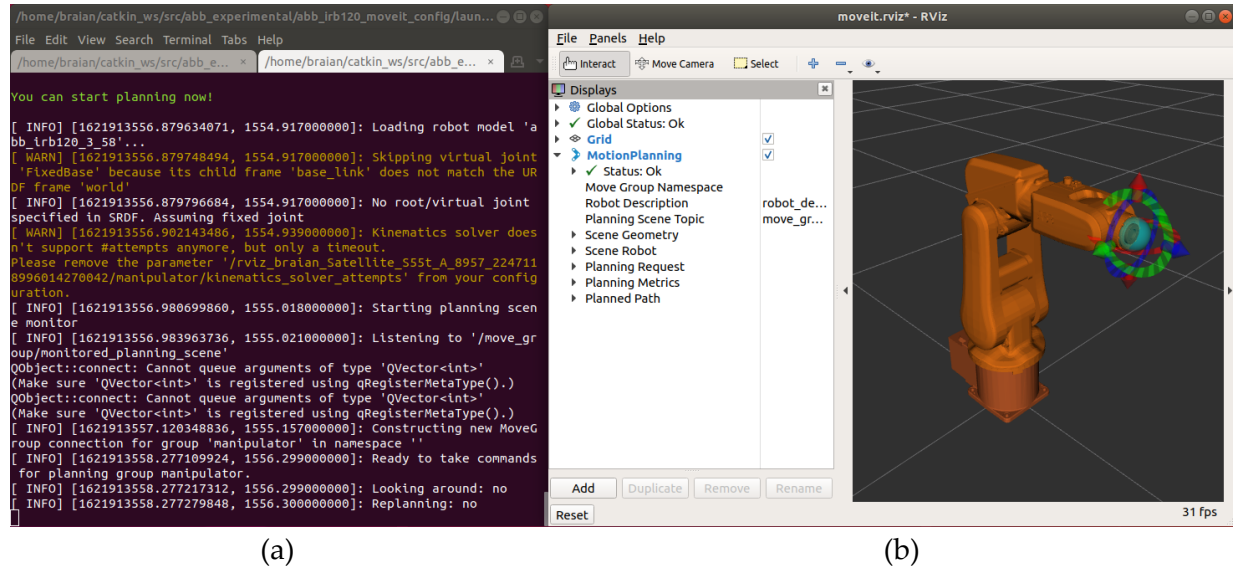 /home/braian/catkin_ws/src/abb_experimental/abb_irb120_moveit_config/laun...
File Edit View Search Terminal Tabs Help
/home/braian/catkin_ws/src/abb_e... × /home/braian/catkin_ws/src/abb_e... ×
You can start planning now!
[ INFO] [1621913556.879634071, 1554.917000000]: Loading robot model 'a
bb_irb120_3_58'...
[ WARN] [1621913556.879748494, 1554.917000000]: Skipping virtual joint
'FixedBase' because its child frame 'base_link' does not match the UR
DF frame 'world'
[ INFO] [1621913556.879796684, 1554.917000000]: No root/virtual joint
specified in SRDF. Assuming fixed joint
[ WARN] [1621913556.902143486, 1554.939000000]: Kinematics solver does
n't support #attempts anymore, but only a timeout.
Please remove the parameter '/rviz_braian_Satellite_S55t_A_8957_224711
8996014270042/manipulator/kinematics_solver_attempts' from your config
uration.
[ INFO] [1621913556.980699860, 1555.018000000]: Starting planning scen
e monitor
[ INFO] [1621913556.983963736, 1555.021000000]: Listening to '/move_gr
oup/monitored_planning_scene'
QObject::connect: Cannot queue arguments of type 'QVector<int>'
(Make sure 'QVector<int>' is registered using qRegisterMetaType().)
QObject::connect: Cannot queue arguments of type 'QVector<int>'
(Make sure 'QVector<int>' is registered using qRegisterMetaType().)
[ INFO] [1621913557.120348836, 1555.157000000]: Constructing new MoveG
roup connection for group 'manipulator' in namespace ''
[ INFO] [1621913558.277109924, 1556.299000000]: Ready to take commands
for planning group manipulator.
[ INFO] [1621913558.277217312, 1556.299000000]: Looking around: no
[ INFO] [1621913558.277279848, 1556.300000000]: Replanning: no
(a)
moveit.rviz* - RViz
File Panels Help
Interact Move Camera Select
Displays
Global Options
Global Status: Ok
Grid
MotionPlanning
Status: Ok
Move Group Namespace
Robot Description robot_de...
Planning Scene Topic move_gr...
Scene Geometry
Scene Robot
Planning Request
Planning Metrics
Planned Path
Add Duplicate Remove Rename
Reset
31 fps
(b)